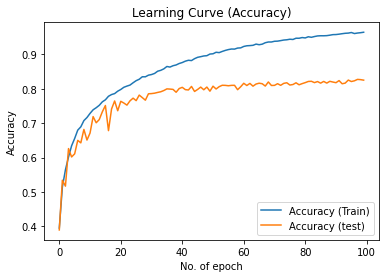 Learning Curve (Accuracy)
Accuracy
0.9
0.8
0.7
0.6
0.5
0.4
0
20
40
60
80
100
No. of epoch
Accuracy (Train)
Accuracy (test)